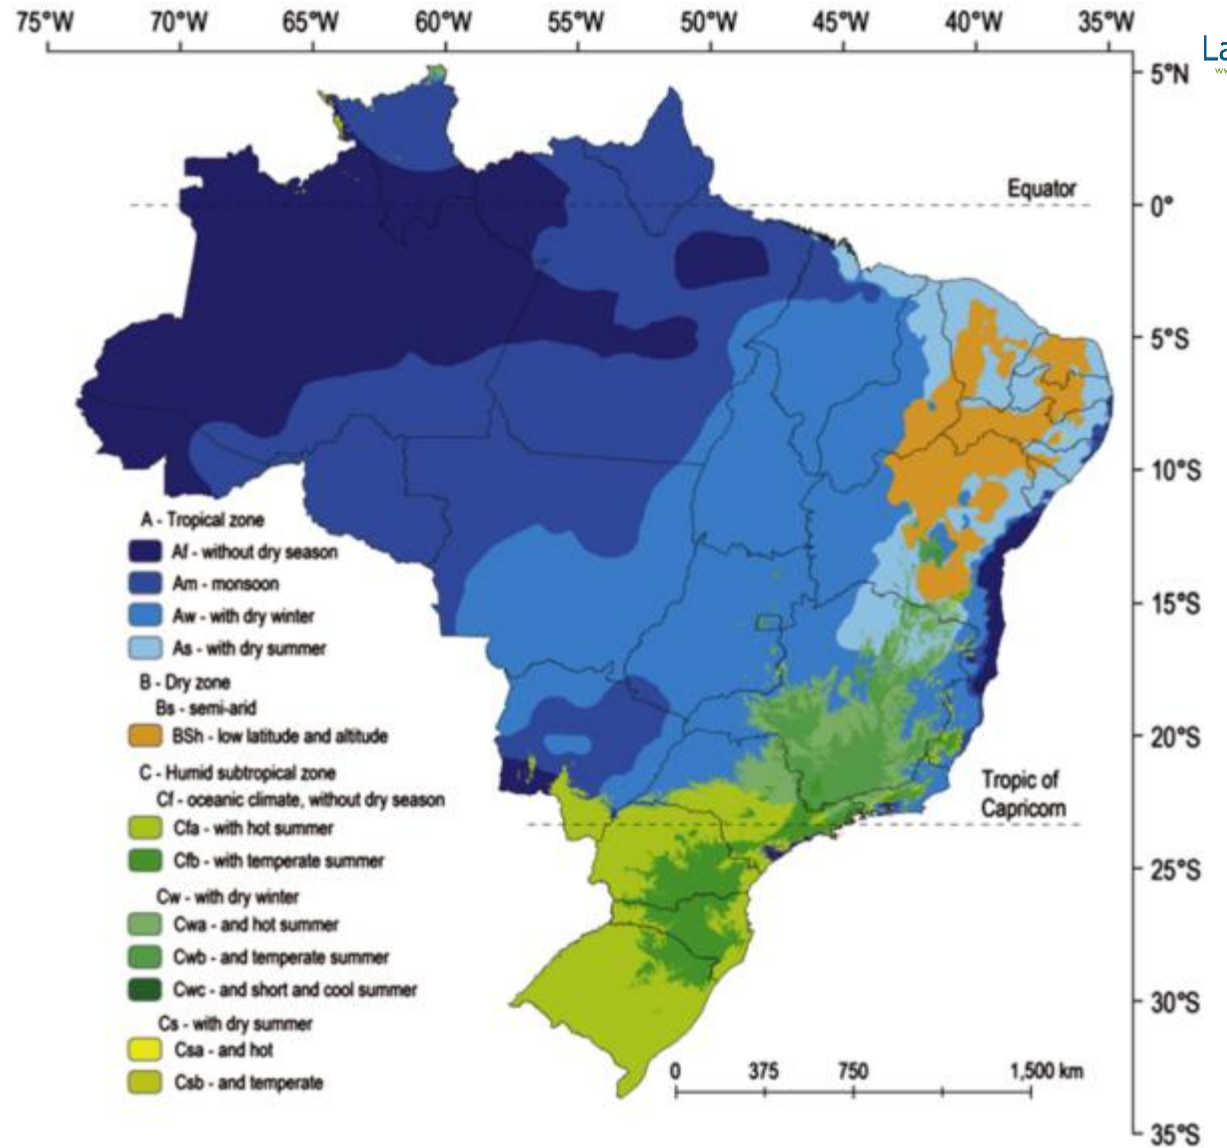 75°W 70°W 65°W 60°W 55°W 50°W 45°W 40°W 35°W
La
5°N
Equator
0°
5°S
10°S
A - Tropical zone
Af - without dry season
Am - monsoon
Aw - with dry winter
15°S
As - with dry summer
B - Dry zone
Bs - semi-arid
BSh - low latitude and altitude
20°S
C - Humid subtropical zone
Cf - oceanic climate, without dry season
Tropic of
Capricorn
Cfa - with hot summer
Cfb - with temperate summer
25°S
Cw - with dry winter
Cwa - and hot summer
Cwb - and temperate summer
Cwc - and short and cool summer
30°S
Cs - with dry summer
Csa - and hot
Csb - and temperate
0 375 750 1,500 km
35°S